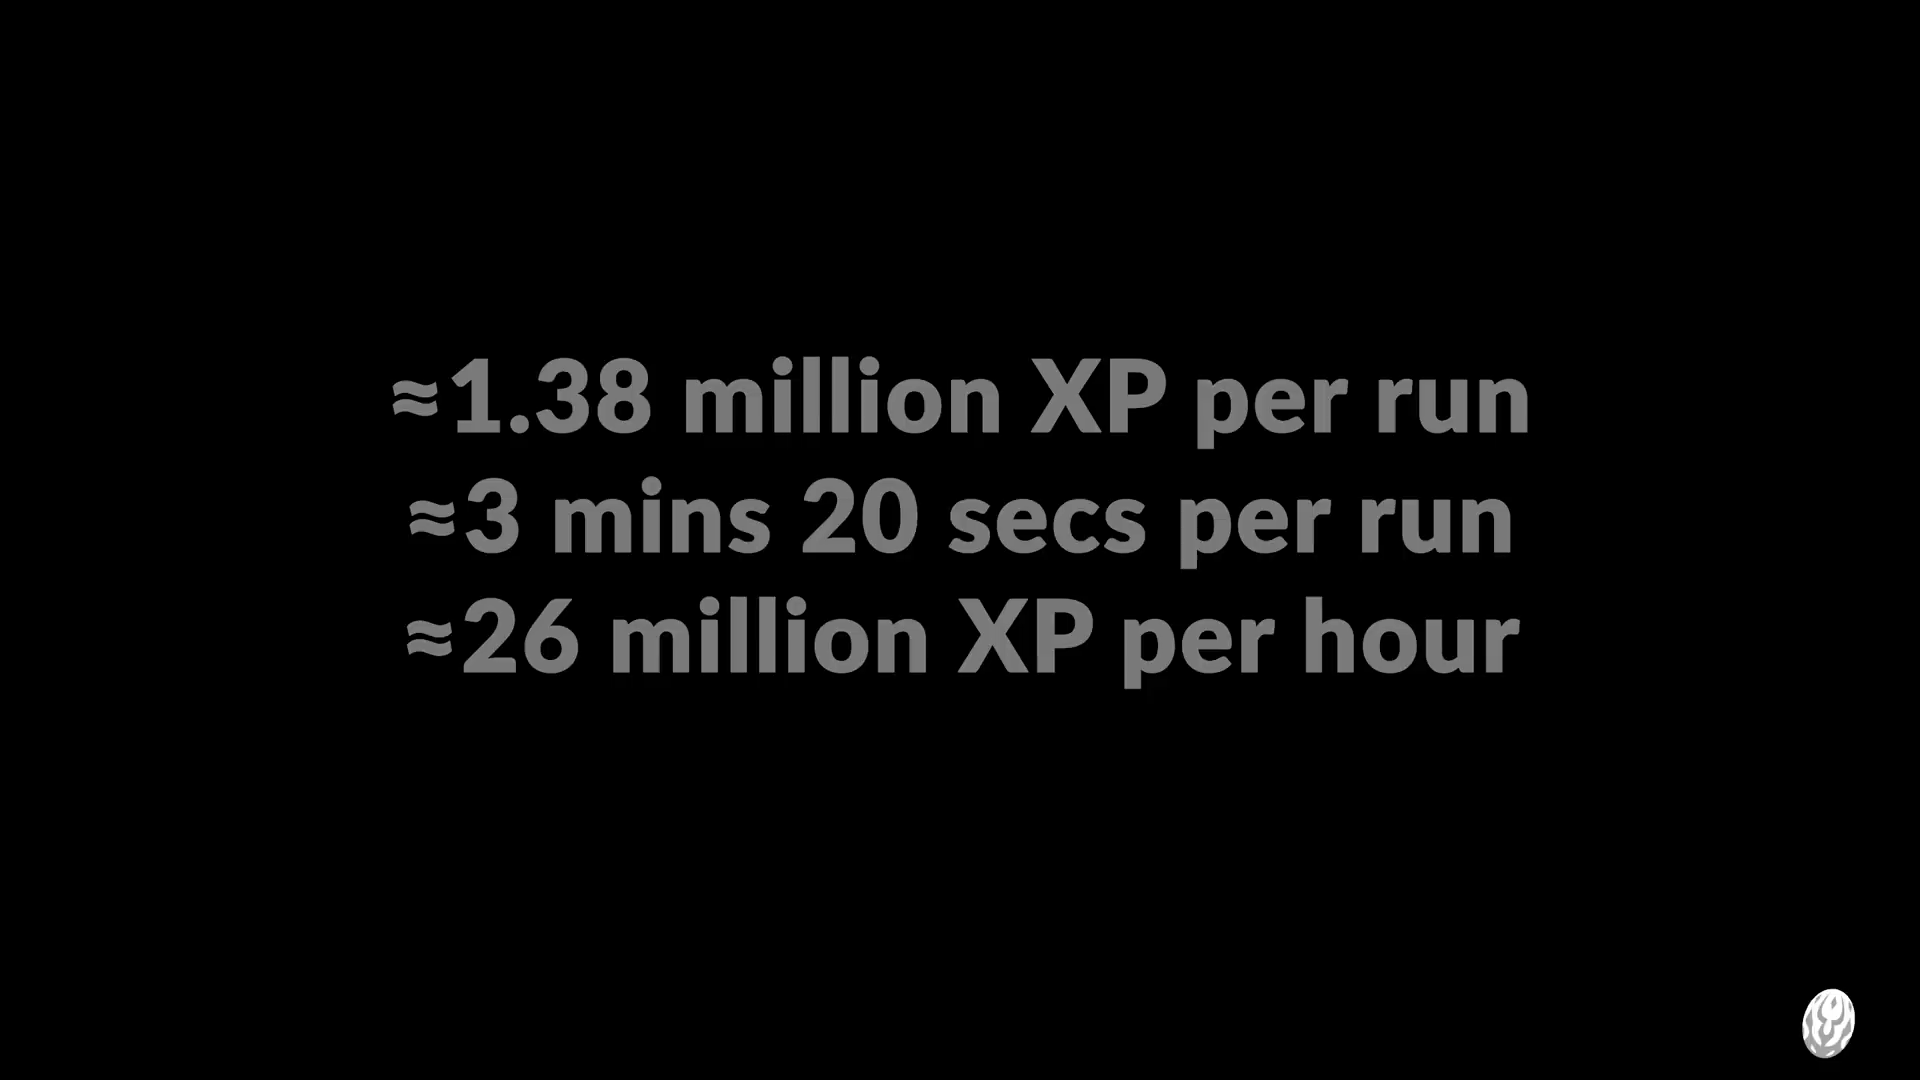 ≈1.38 million XP per run
≈3 mins 20 secs per run
≈26 million XP per hour